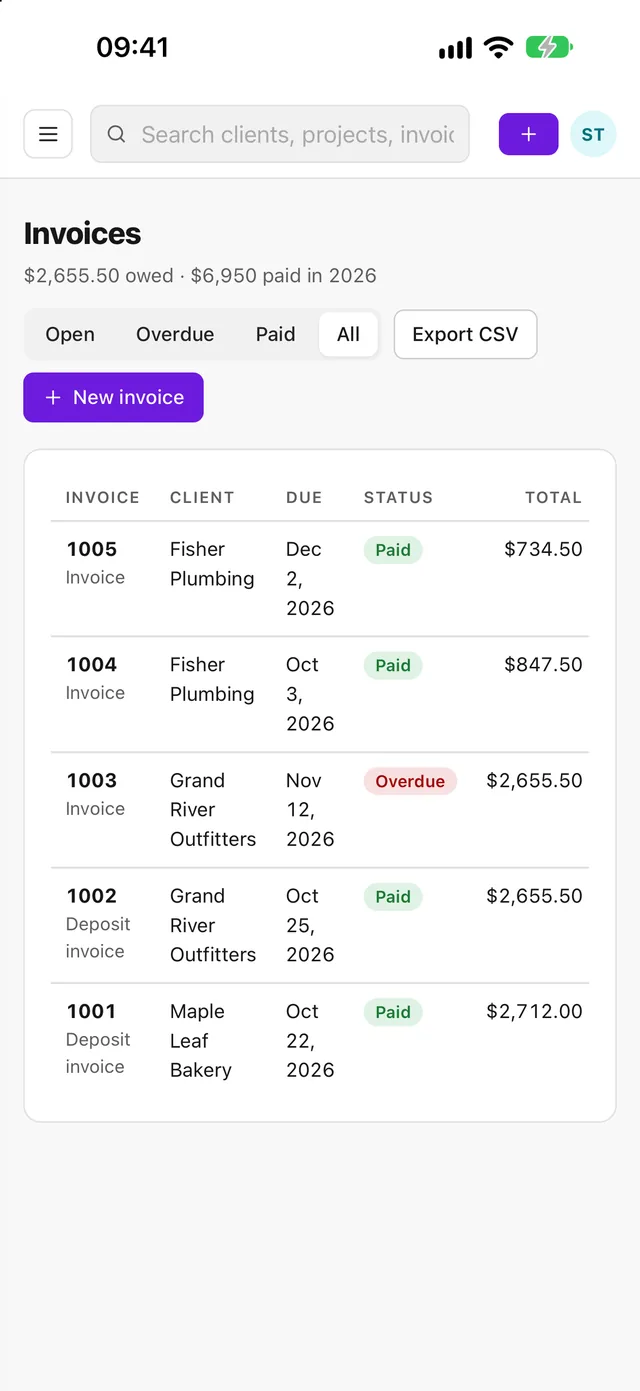 09:41
Search clients, projects, invoic
ST
Invoices
$2,655.50 owed · $6,950 paid in 2026
Open Overdue Paid All Export CSV
+ New invoice
INVOICE CLIENT DUE STATUS TOTAL
1005 Fisher Dec Paid $734.50
Invoice Plumbing 2,
2026
1004 Fisher Oct Paid $847.50
Invoice Plumbing 3,
2026
1003 Grand Nov Overdue $2,655.50
Invoice River 12,
Outfitters 2026
1002 Grand Oct Paid $2,655.50
Deposit River 25,
invoice Outfitters 2026
1001 Maple Oct Paid $2,712.00
Deposit Leaf 22,
invoice Bakery 2026